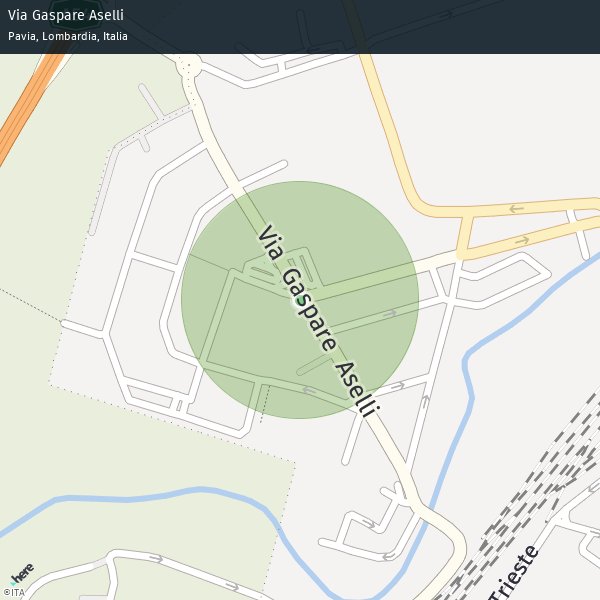 Via Gaspare Aselli
Pavia, Lombardia, Italia
Via Gaspare Aselli
Trieste
here
©ITA